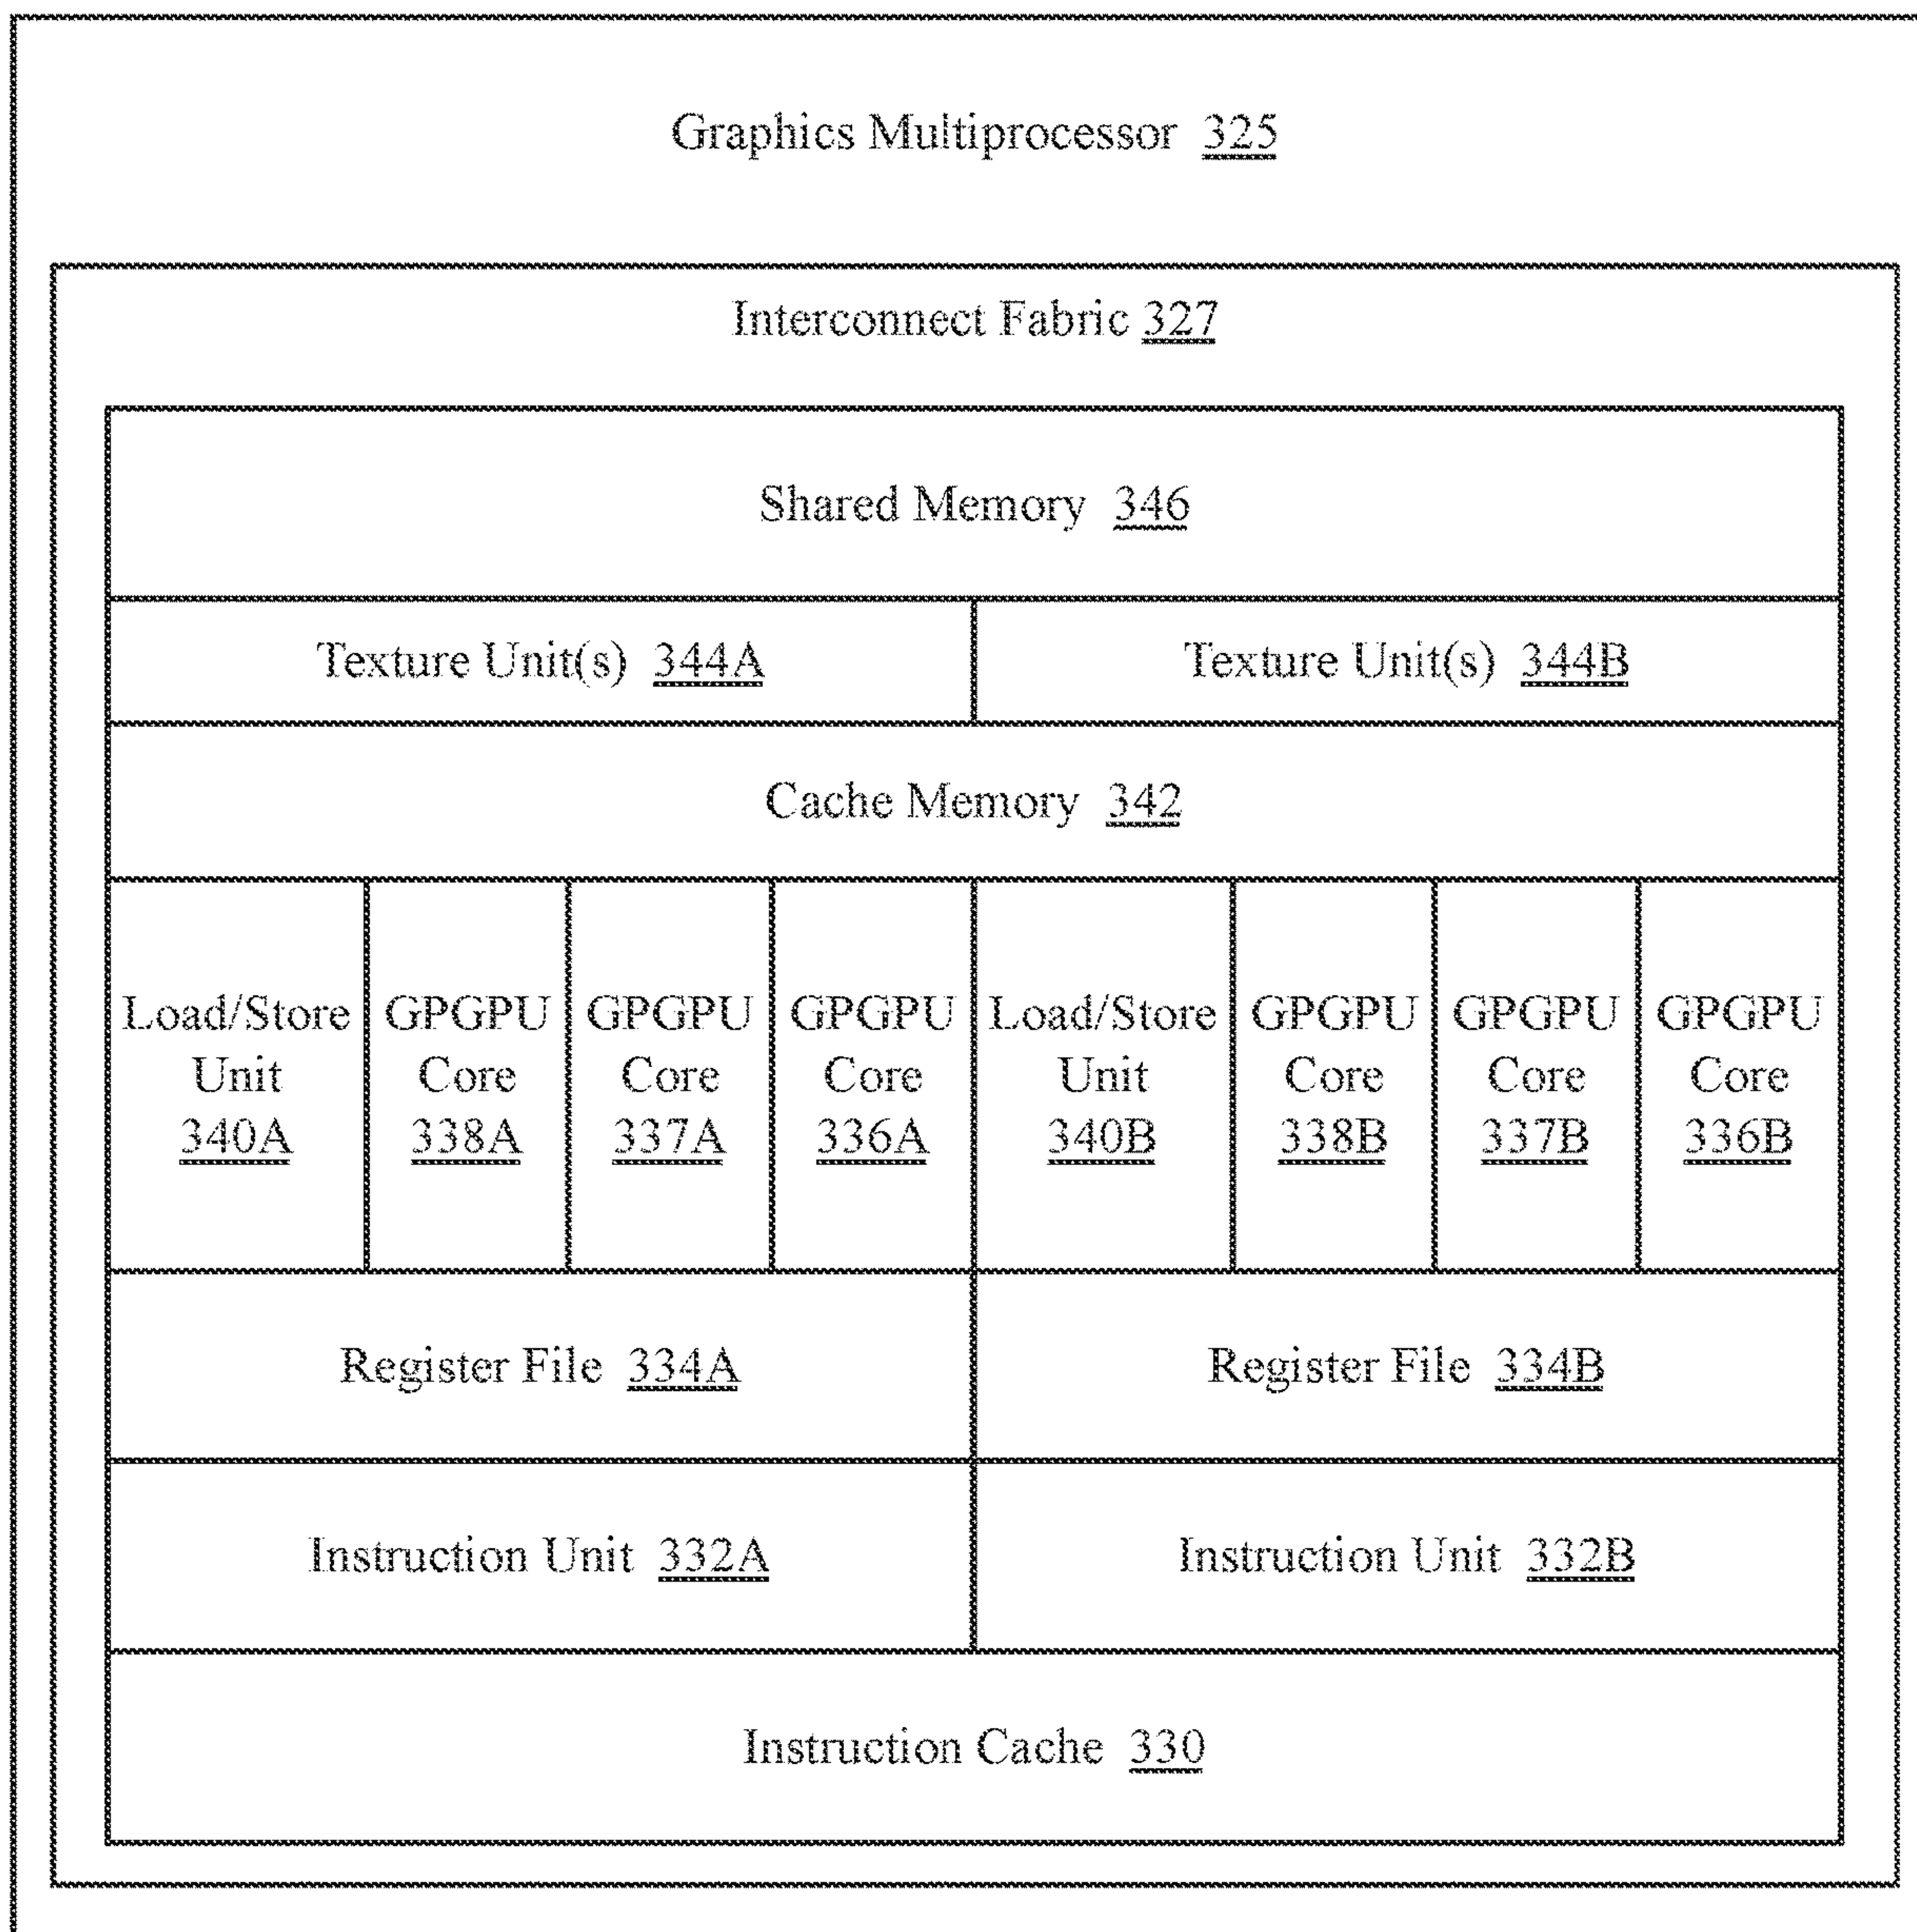 Graphics Multiprocessor 325
Interconnect Fabric 327
Shared Memory 346
Texture Unit(s) 344A
Texture Unit(s) 344B
Cache Memory 342
Load/Store
Unit
340A
GPGPU
Core
338A
GPGPU
Core
337A
GPGPU
Core
336A
Load/Store
Unit
340B
GPGPU
Core
338B
GPGPU
Core
337B
GPGPU
Core
336B
Register File 334A
Register File 334B
Instruction Unit 332A
Instruction Unit 332B
Instruction Cache 330